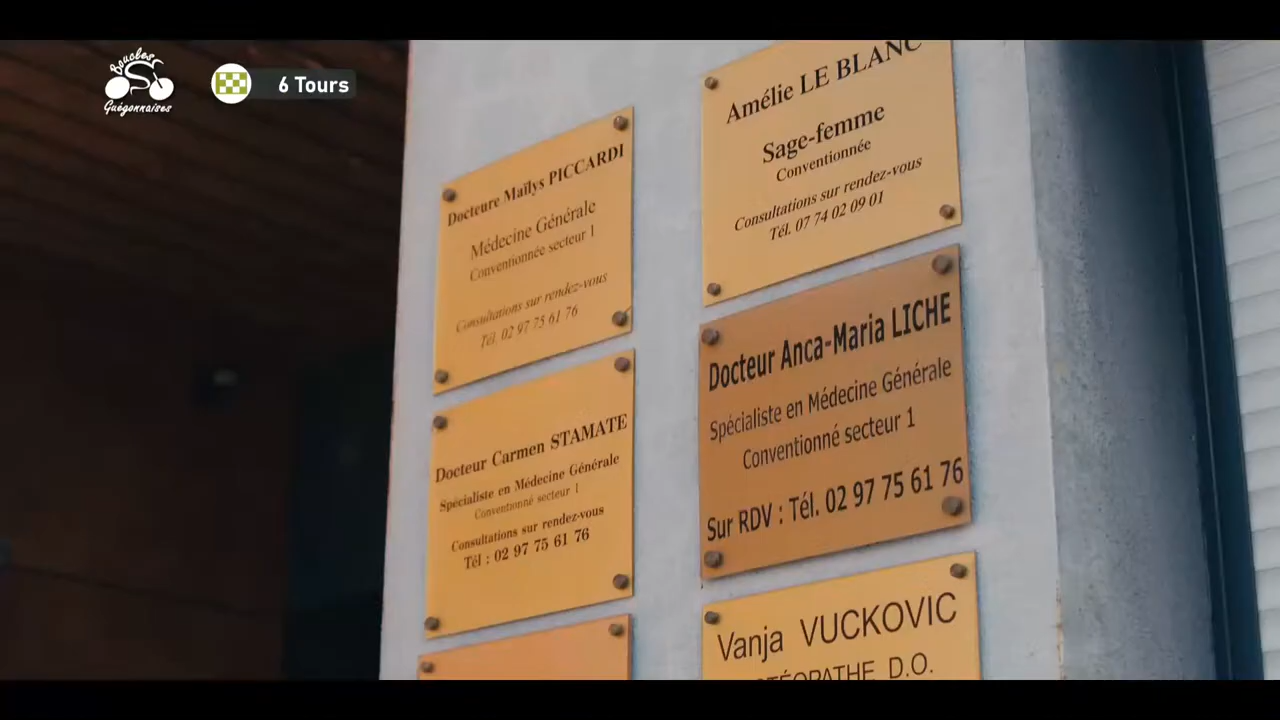 Boucles
Guégonnaises
6 Tours
Docteure Maïlys PICCARDI
Médecine Générale
Conventionnée secteur 1
Consultations sur rendez-vous
Tél. 02 97 75 61 76
Docteur Carmen STAMATE
Spécialiste en Médecine Générale
Conventionné secteur 1
Consultations sur rendez-vous
Tél : 02 97 75 61 76
Amélie LE BLANC
Sage-femme
Conventionnée
Consultations sur rendez-vous
Tél. 07 74 02 09 01
Docteur Anca-Maria LICHE
Spécialiste en Médecine Générale
Conventionné secteur 1
Sur RDV : Tél. 02 97 75 61 76
Vanja VUCKOVIC
OSTÉOPATHE D.O.